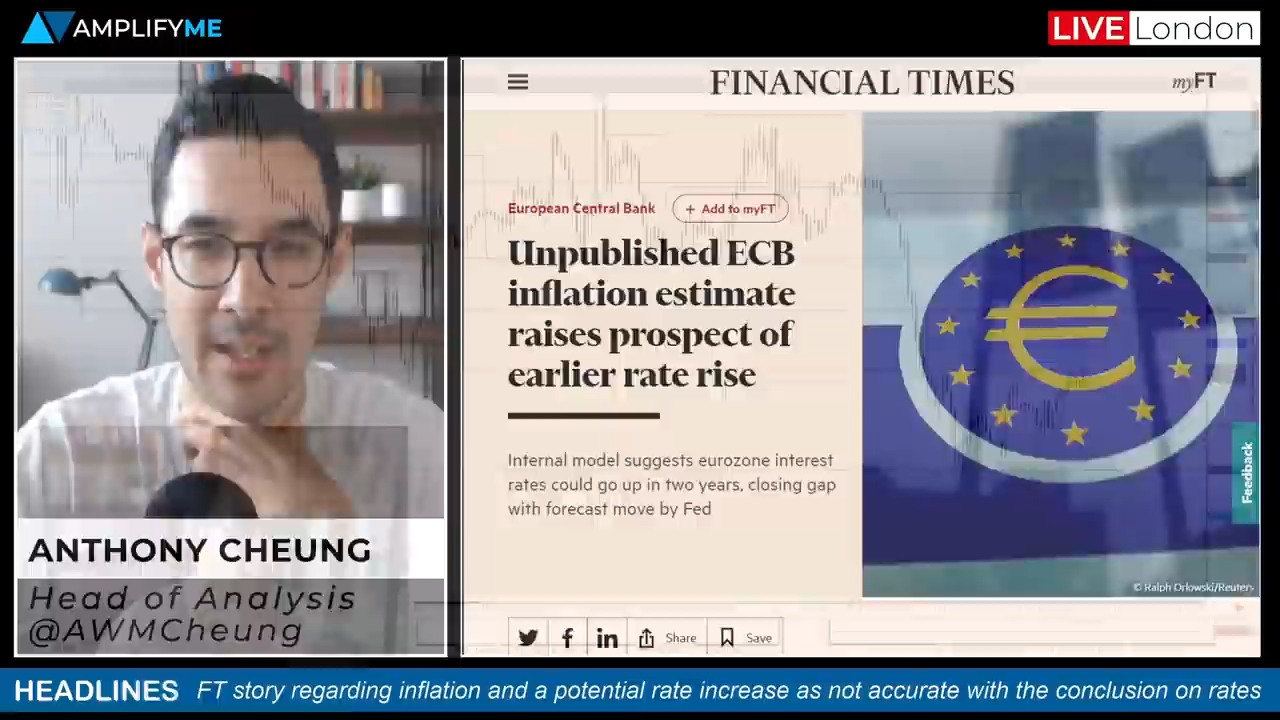 AMPLIFYME
LIVE London
FINANCIAL TIMES
myFT
European Central Bank
+ Add to myFT
Unpublished ECB
inflation estimate
raises prospect of
earlier rate rise
Internal model suggests eurozone interest
rates could go up in two years, closing gap
with forecast move by Fed
Feedback
© Ralph Orlowski/Reuters
Share
Save
ANTHONY CHEUNG
Head of Analysis
@AWMCheung
HEADLINES FT story regarding inflation and a potential rate increase as not accurate with the conclusion on rates